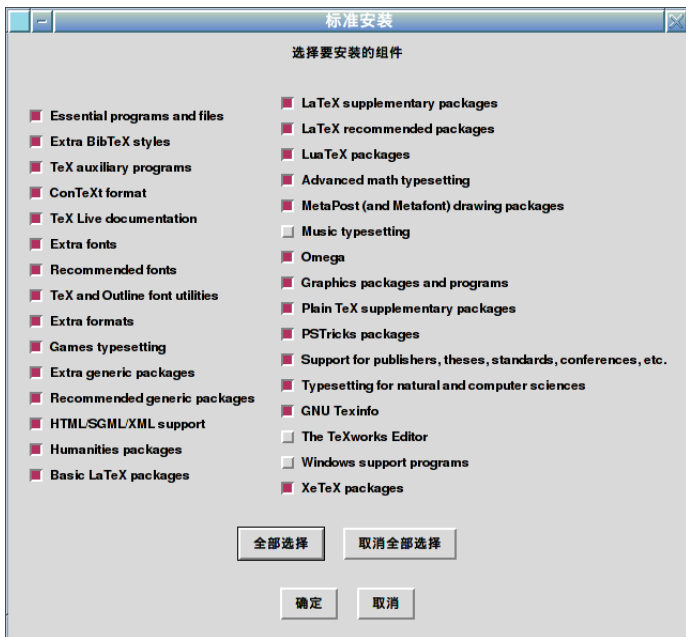 标准安装
选择要安装的组件
Essential programs and files
Extra BibTeX styles
TeX auxiliary programs
ConTeXt format
TeX Live documentation
Extra fonts
Recommended fonts
TeX and Outline font utilities
Extra formats
Games typesetting
Extra generic packages
Recommended generic packages
HTML/SGML/XML support
Humanities packages
Basic LaTeX packages
LaTeX supplementary packages
LaTeX recommended packages
LuaTeX packages
Advanced math typesetting
MetaPost (and Metafont) drawing packages
Music typesetting
Omega
Graphics packages and programs
Plain TeX supplementary packages
PSTricks packages
Support for publishers, theses, standards, conferences, etc.
Typesetting for natural and computer sciences
GNU Texinfo
The TeXworks Editor
Windows support programs
XeTeX packages
全部选择 取消全部选择
确定 取消